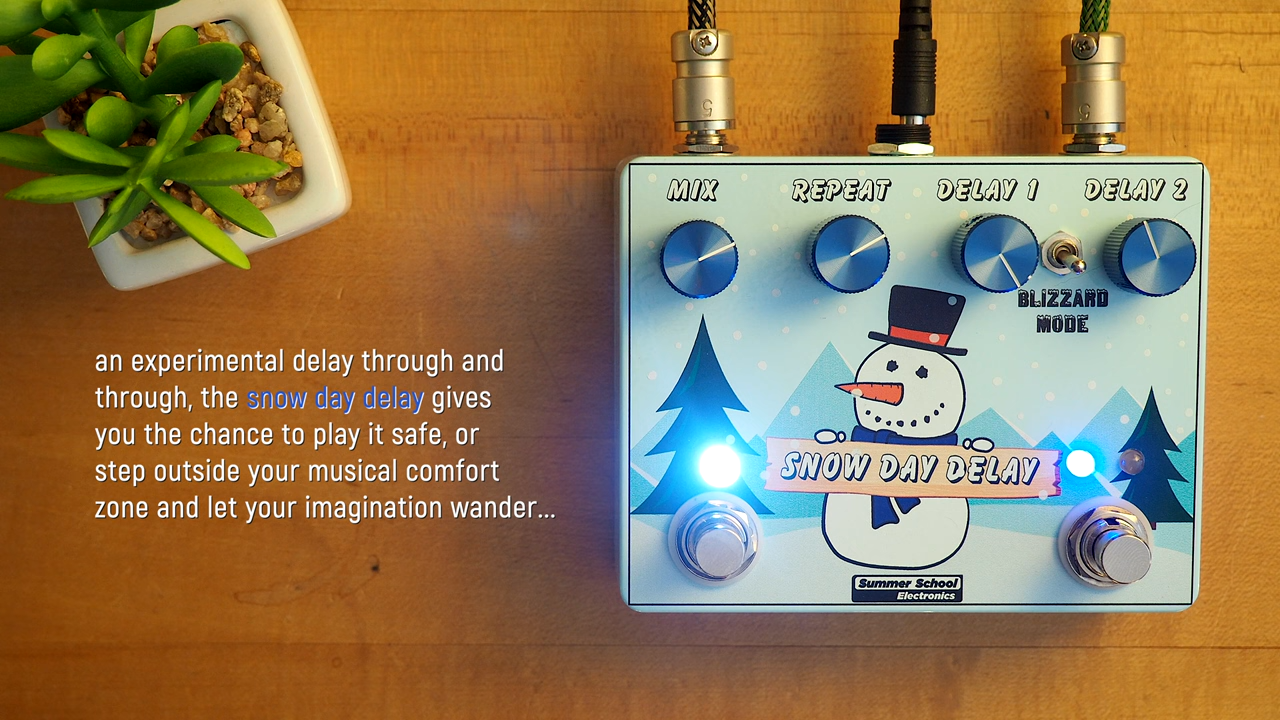 an experimental delay through and
through, the snow day delay gives
you the chance to play it safe, or
step outside your musical comfort
zone and let your imagination wander...
5
5
MIX REPEAT DELAY 1 DELAY 2
BLIZZARD
MODE
SNOW DAY DELAY
Summer School
Electronics